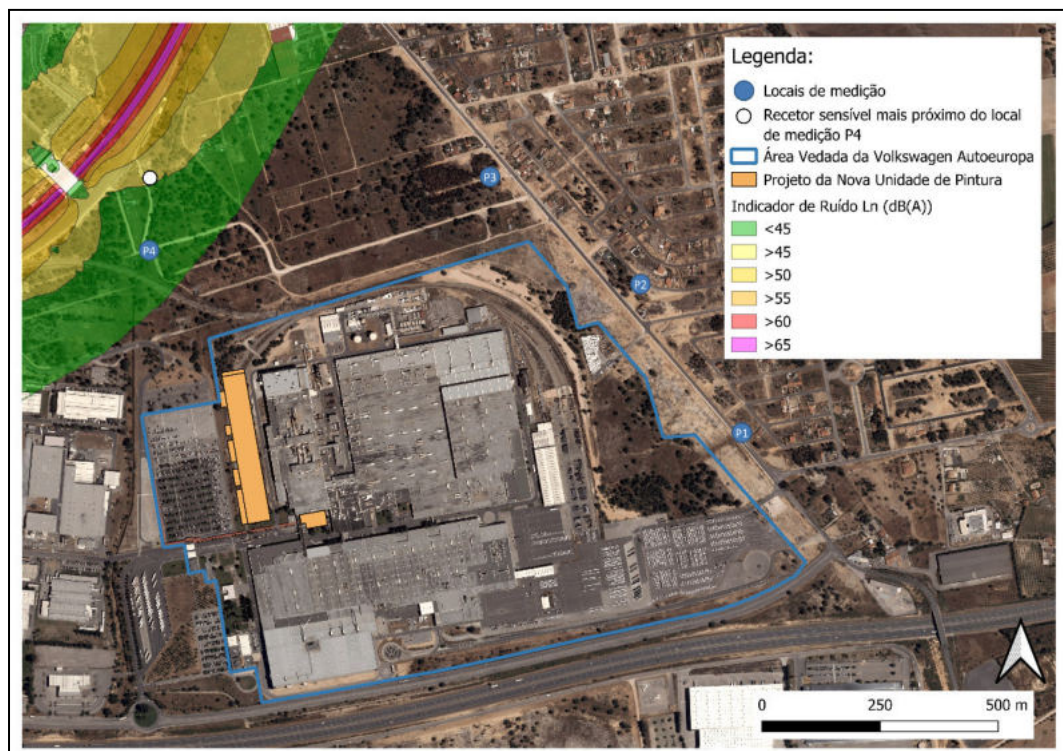 Legenda:
Locais de medição
Recetor sensível mais próximo do local
de medição P4
Área Vedada da Volkswagen Autoeuropa
Projeto da Nova Unidade de Pintura
Indicador de Ruído Ln (dB(A))
<45
>45
>50
>55
>60
>65
P3
P4
P2
P1
0 250 500 m